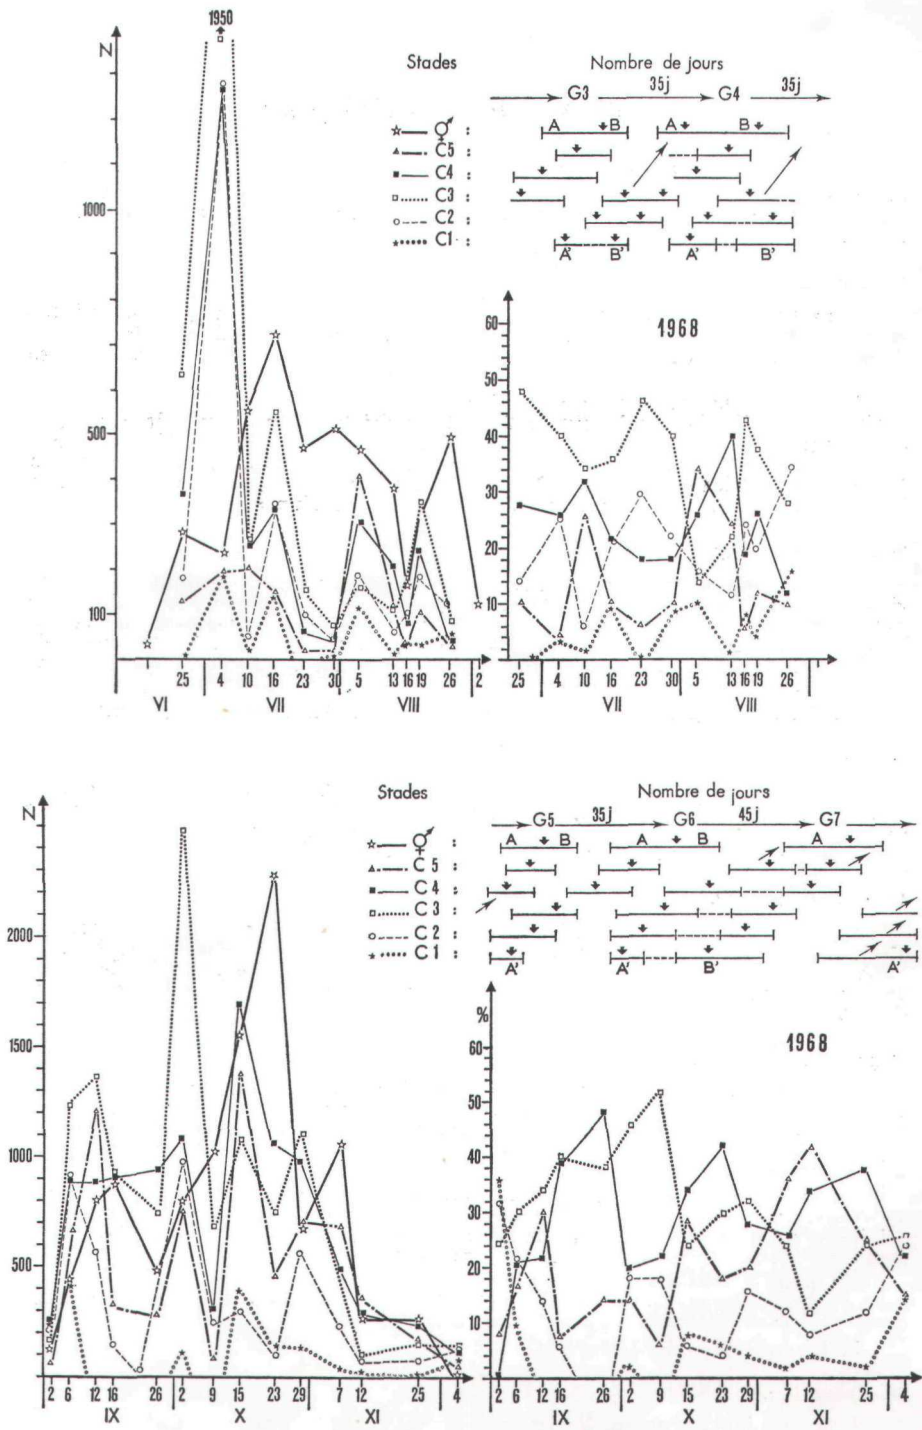 1950
N
Stades
Nombre de jours
G3 35j G4 35j
♂♀ :
A B A B
C5 :
C4 :
C3 :
C2 :
C1 :
A' B' A' B'
1000
500
100
1968
60
50
40
30
20
10
25 4 10 16 23 30 5 13 16 19 26 2
VI VII VIII
25 4 10 16 23 30 5 13 16 19 26
VII VIII
N
Stades
Nombre de jours
G5 35j G6 45j G7
♂♀ :
A B A B A
C5 :
C4 :
C3 :
C2 :
C1 :
A' A' B' A'
2000
1500
1000
500
%
1968
60
50
40
30
20
10
2 6 12 16 26 2 9 15 23 29 7 12 25 4
IX X XI
2 6 12 16 26 2 9 15 23 29 7 12 25 4
IX X XI